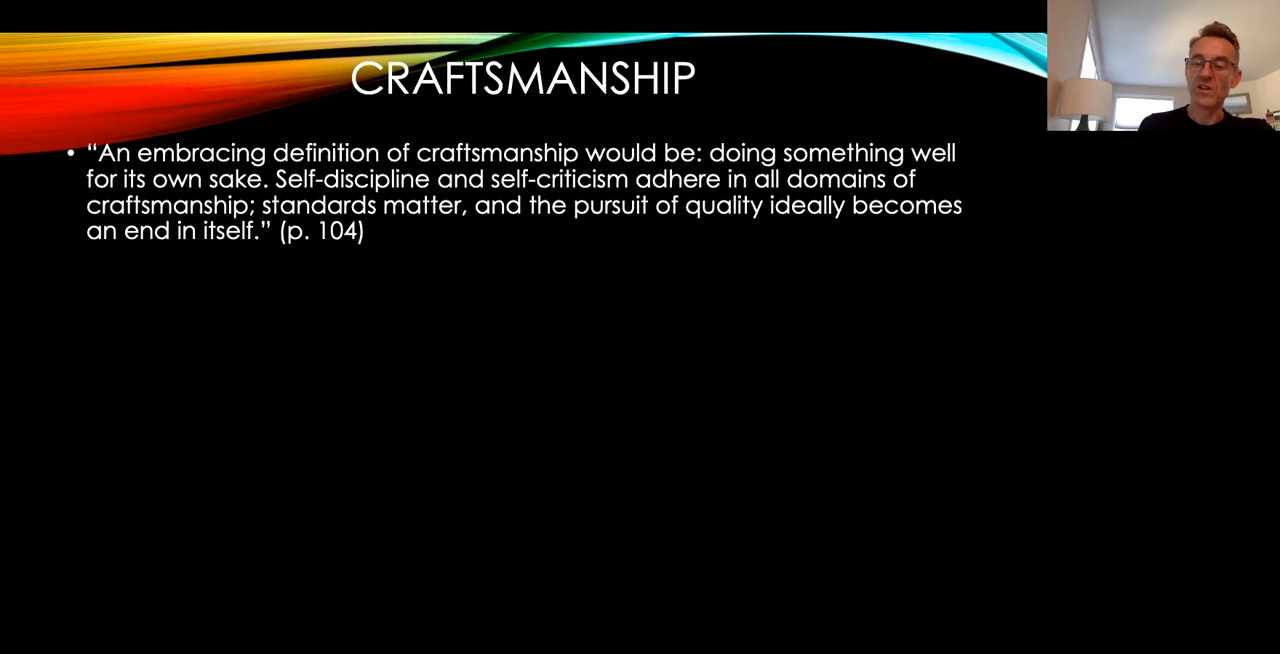 CRAFTSMANSHIP
• “An embracing definition of craftsmanship would be: doing something well
for its own sake. Self-discipline and self-criticism adhere in all domains of
craftsmanship; standards matter, and the pursuit of quality ideally becomes
an end in itself.” (p. 104)